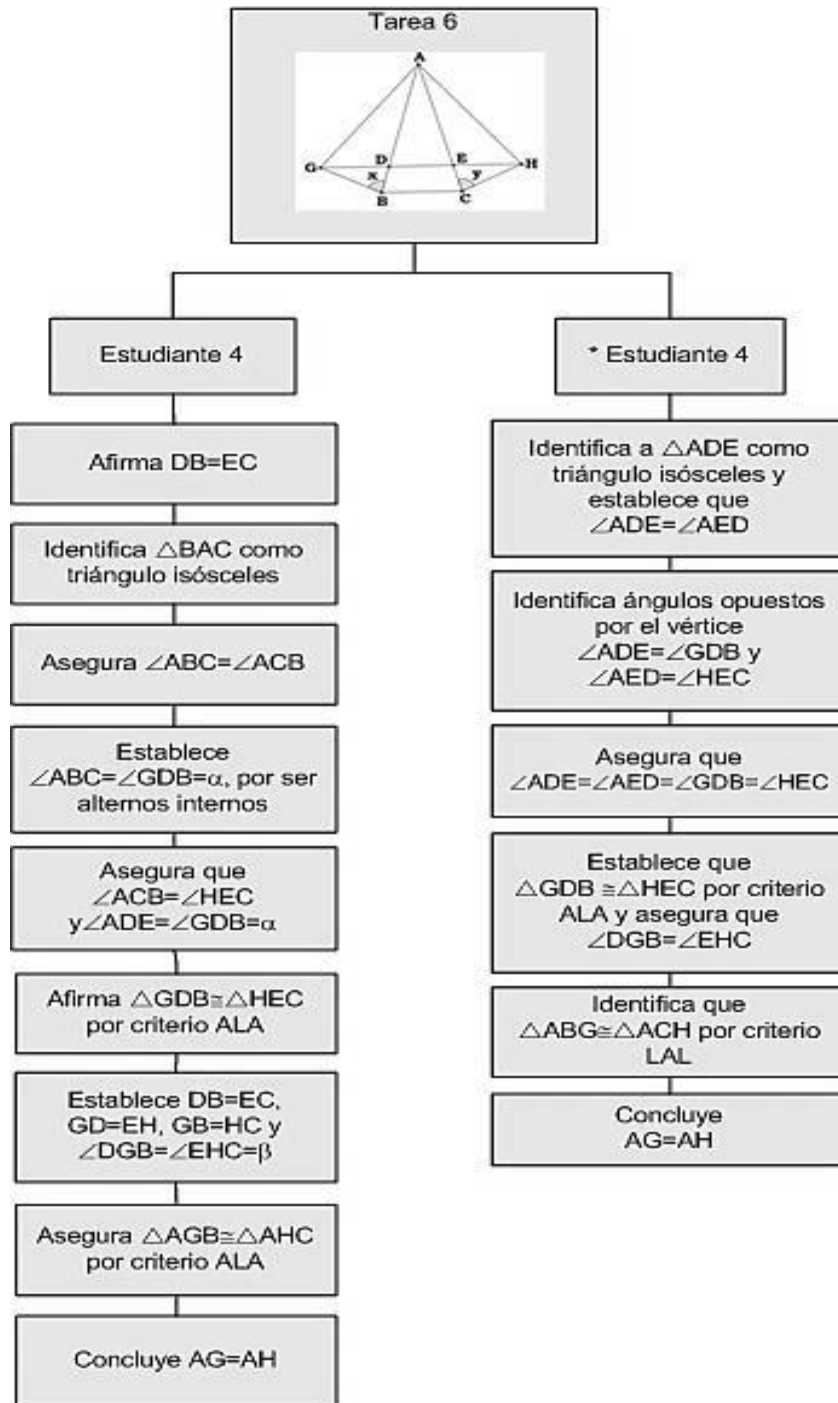 Tarea 6
A
G
D
E
H
x
y
B
C
Estudiante 4
Afirma DB=EC
Identifica △BAC como
triángulo isósceles
Asegura ∠ABC=∠ACB
Establece
∠ABC=∠GDB=α, por ser
alternos internos
Asegura que
∠ACB=∠HEC
y∠ADE=∠GDB=α
Afirma △GDB≅△HEC
por criterio ALA
Establece DB=EC,
GD=EH, GB=HC y
∠DGB=∠EHC=β
Asegura △AGB≅△AHC
por criterio ALA
Concluye AG=AH
* Estudiante 4
Identifica a △ADE como
triángulo isósceles y
establece que
∠ADE=∠AED
Identifica ángulos opuestos
por el vértice
∠ADE=∠GDB y
∠AED=∠HEC
Asegura que
∠ADE=∠AED=∠GDB=∠HEC
Establece que
△GDB ≅△HEC por criterio
ALA y asegura que
∠DGB=∠EHC
Identifica que
△ABG≅△ACH por criterio
LAL
Concluye
AG=AH